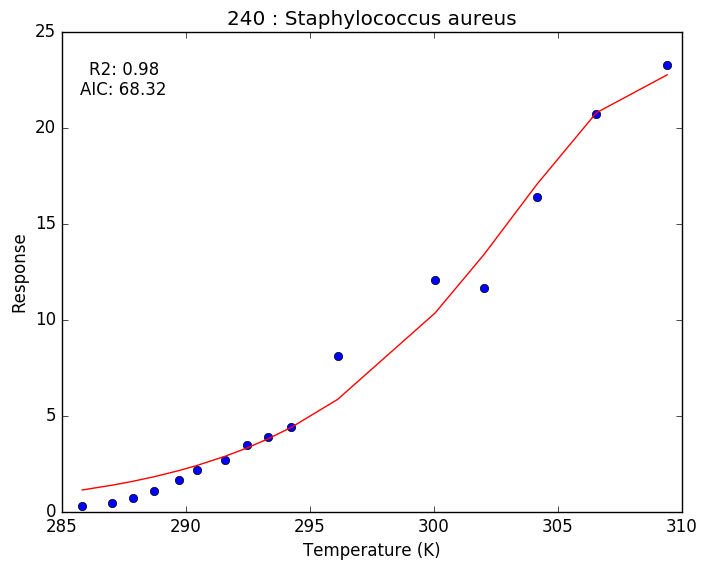 240 : Staphylococcus aureus
R2: 0.98
AIC: 68.32
Response
25
20
15
10
5
0
285
290
295
300
305
310
Temperature (K)